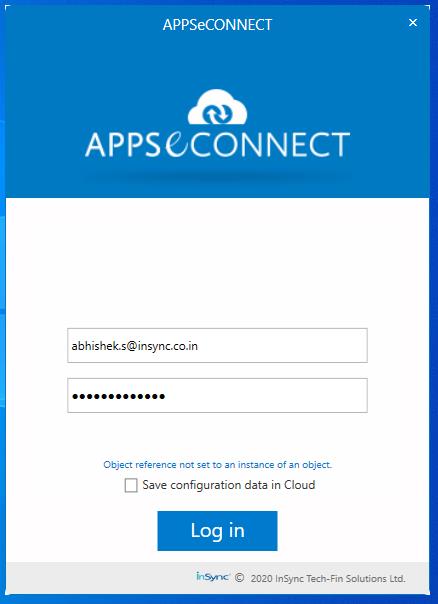 APPSeCONNECT
APPSeCONNECT
abhishek.s@insync.co.in
●●●●●●●●●●●●●
Object reference not set to an instance of an object.
Save configuration data in Cloud
Log in
insync © 2020 InSync Tech-Fin Solutions Ltd.